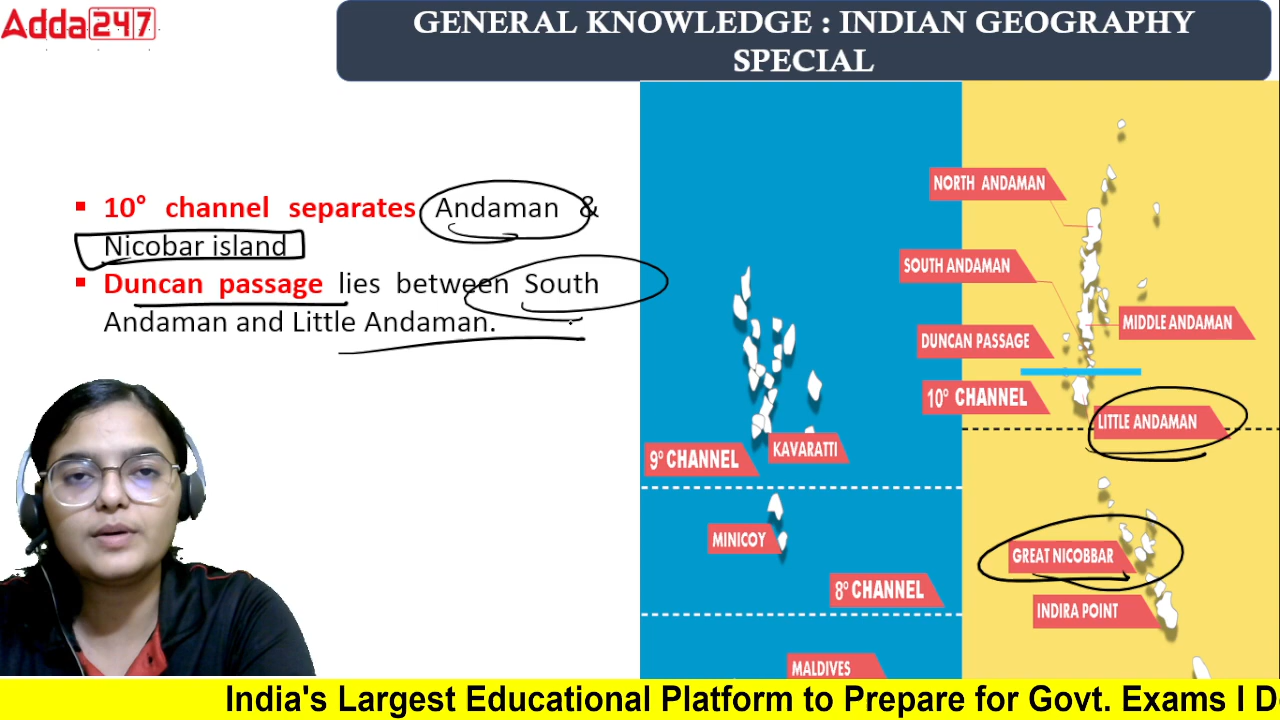 Adda247
GENERAL KNOWLEDGE : INDIAN GEOGRAPHY
SPECIAL
▪ 10° channel separates Andaman &
Nicobar island
▪ Duncan passage lies between South
Andaman and Little Andaman.
NORTH ANDAMAN
SOUTH ANDAMAN
MIDDLE ANDAMAN
DUNCAN PASSAGE
10° CHANNEL
LITTLE ANDAMAN
KAVARATTI
9° CHANNEL
MINICOY
GREAT NICOBBAR
8° CHANNEL
INDIRA POINT
MALDIVES
India's Largest Educational Platform to Prepare for Govt. Exams I D